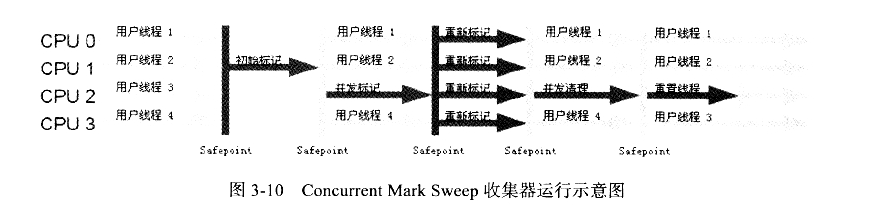 CPU 0 用户线程 1 用户线程 1 重新标记 用户线程 1 用户线程 1
CPU 1 用户线程 2 初始标记 用户线程 2 重新标记 用户线程 2 用户线程 2
CPU 2 用户线程 3 并发标记 重新标记 并发清理 重置线程
CPU 3 用户线程 4 用户线程 4 重新标记 用户线程 4 用户线程 3
Safepoint Safepoint Safepoint Safepoint Safepoint
图 3-10 Concurrent Mark Sweep 收集器运行示意图